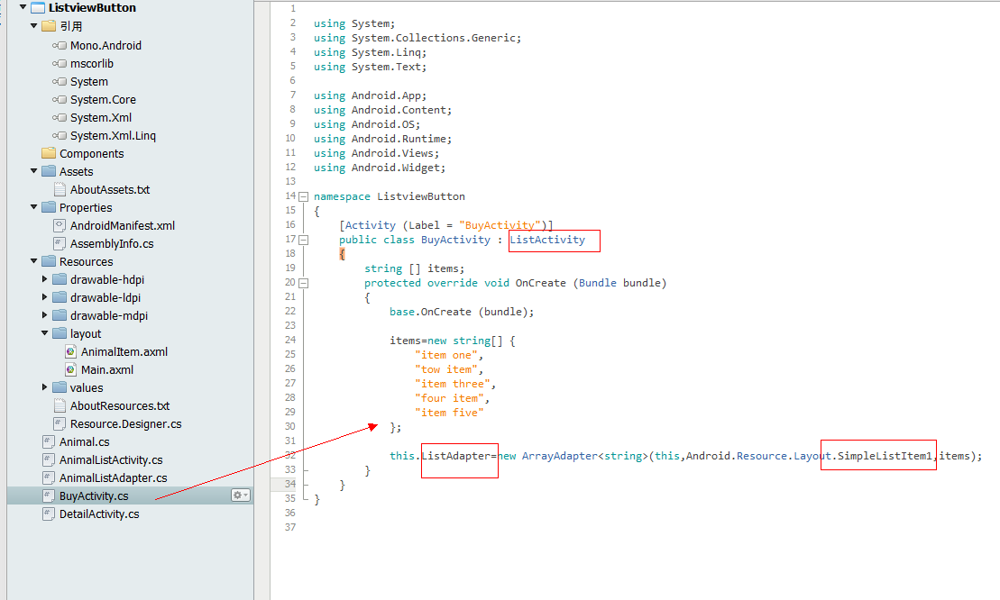 ListviewButton
引用
Mono.Android
mscorlib
System
System.Core
System.Xml
System.Xml.Linq
Components
Assets
AboutAssets.txt
Properties
AndroidManifest.xml
AssemblyInfo.cs
Resources
drawable-hdpi
drawable-ldpi
drawable-mdpi
layout
AnimalItem.axml
Main.axml
values
AboutResources.txt
Resource.Designer.cs
Animal.cs
AnimalListActivity.cs
AnimalListAdapter.cs
BuyActivity.cs
DetailActivity.cs
1
2 using System;
3 using System.Collections.Generic;
4 using System.Linq;
5 using System.Text;
6
7 using Android.App;
8 using Android.Content;
9 using Android.OS;
10 using Android.Runtime;
11 using Android.Views;
12 using Android.Widget;
13
14 namespace ListviewButton
15 {
16 [Activity (Label = "BuyActivity")]
17 public class BuyActivity : ListActivity
18 {
19 string [] items;
20 protected override void OnCreate (Bundle bundle)
21 {
22 base.OnCreate (bundle);
23
24 items=new string[] {
25 "item one",
26 "tow item",
27 "item three",
28 "four item",
29 "item five"
30 };
31
32 this.ListAdapter=new ArrayAdapter<string>(this,Android.Resource.Layout.SimpleListItem1,items);
33 }
34 }
35 }
36
37